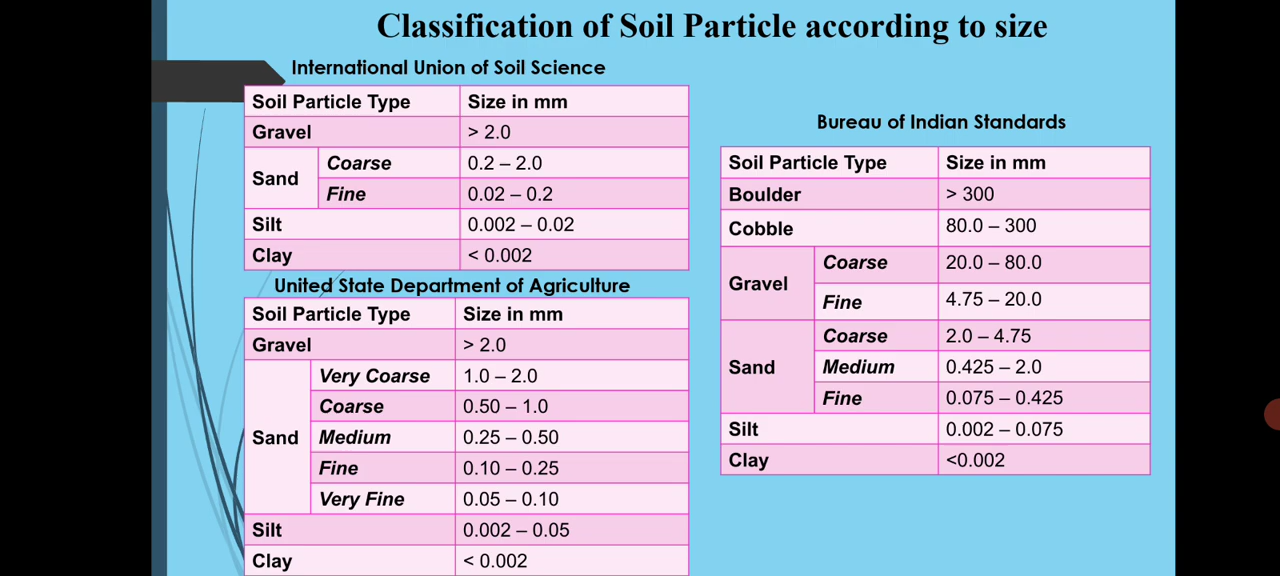 Classification of Soil Particle according to size
International Union of Soil Science
Soil Particle Type Size in mm
Gravel > 2.0
Sand Coarse 0.2 – 2.0
Fine 0.02 – 0.2
Silt 0.002 – 0.02
Clay < 0.002
United State Department of Agriculture
Soil Particle Type Size in mm
Gravel > 2.0
Sand Very Coarse 1.0 – 2.0
Coarse 0.50 – 1.0
Medium 0.25 – 0.50
Fine 0.10 – 0.25
Very Fine 0.05 – 0.10
Silt 0.002 – 0.05
Clay < 0.002
Bureau of Indian Standards
Soil Particle Type Size in mm
Boulder > 300
Cobble 80.0 – 300
Gravel Coarse 20.0 – 80.0
Fine 4.75 – 20.0
Sand Coarse 2.0 – 4.75
Medium 0.425 – 2.0
Fine 0.075 – 0.425
Silt 0.002 – 0.075
Clay <0.002